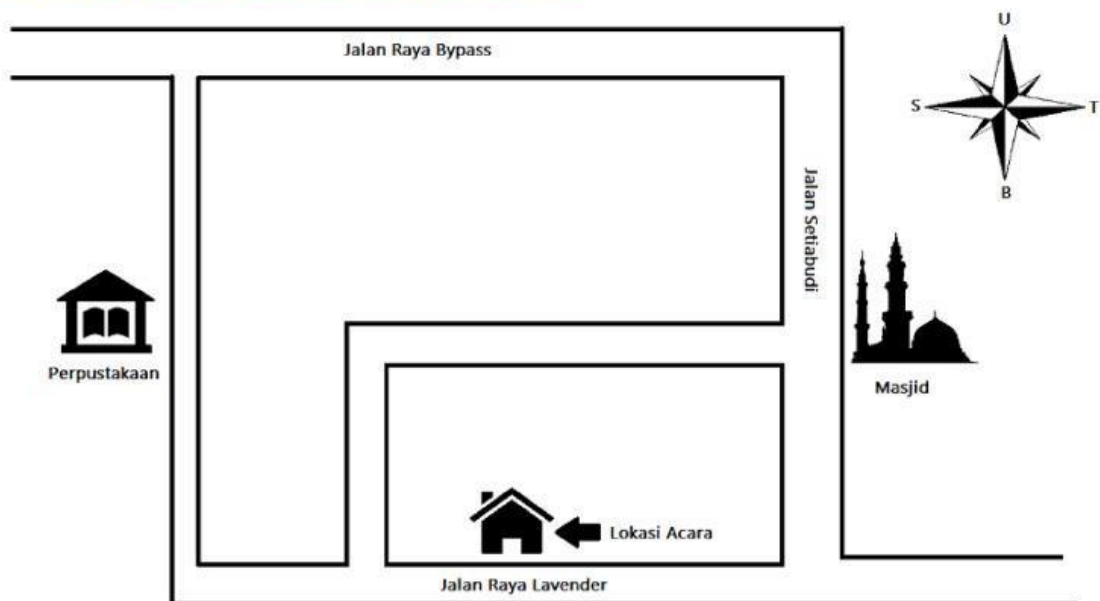 Jalan Raya Bypass
U
S
T
B
Jalan Setiabudi
Perpustakaan
Masjid
Lokasi Acara
Jalan Raya Lavender